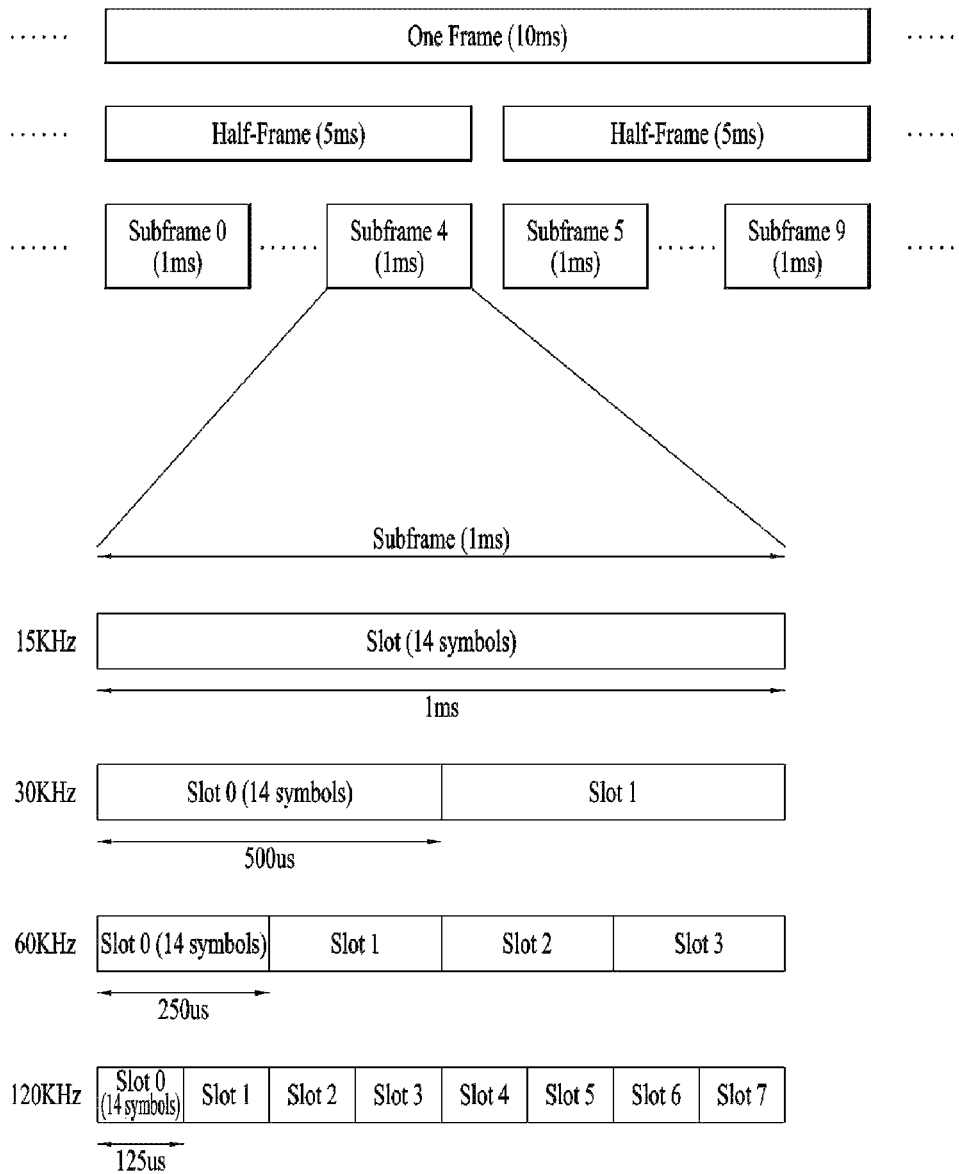 ...... One Frame (10ms) ......
...... Half-Frame (5ms) Half-Frame (5ms) ......
Subframe 0 Subframe 4 Subframe 5 Subframe 9
...... (1ms) ...... (1ms) (1ms) ...... (1ms) ......
Subframe (1ms)
15KHz Slot (14 symbols)
1ms
30KHz Slot 0 (14 symbols) Slot 1
500us
60KHz Slot 0 (14 symbols) Slot 1 Slot 2 Slot 3
250us
120KHz Slot 0 (14 symbols) Slot 1 Slot 2 Slot 3 Slot 4 Slot 5 Slot 6 Slot 7
125us